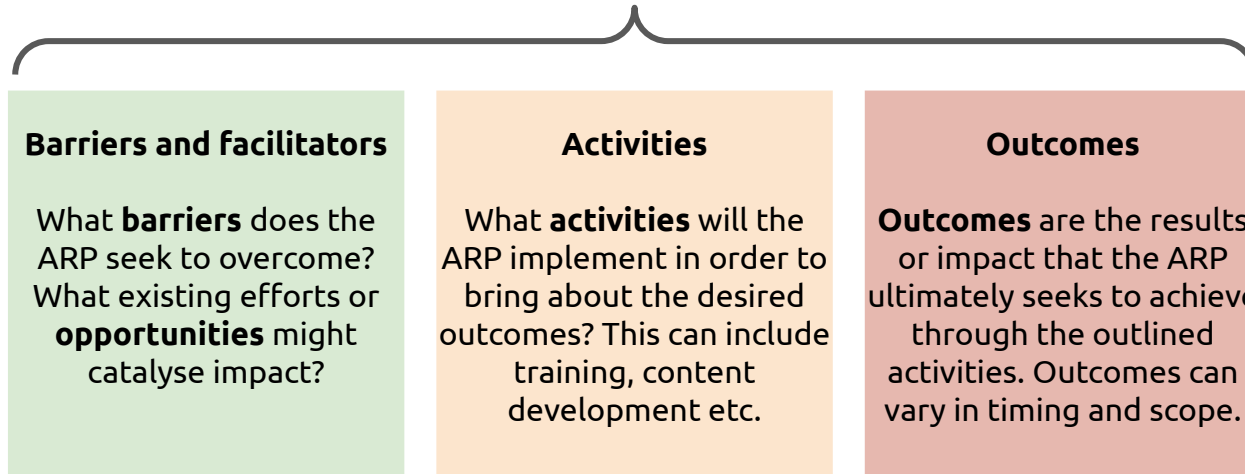 Barriers and facilitators
What barriers does the
ARP seek to overcome?
What existing efforts or
opportunities might
catalyse impact?
Activities
What activities will the
ARP implement in order to
bring about the desired
outcomes? This can include
training, content
development etc.
Outcomes
Outcomes are the results
or impact that the ARP
ultimately seeks to achieve
through the outlined
activities. Outcomes can
vary in timing and scope.